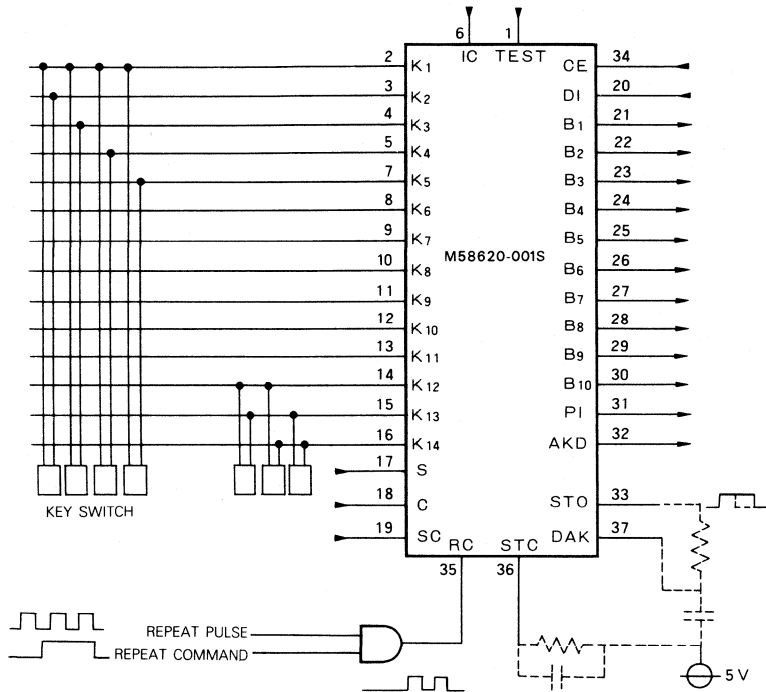 6 1
IC TEST
2 K1 CE 34
3 K2 DI 20
4 K3 B1 21
5 K4 B2 22
7 K5 B3 23
8 K6 B4 24
9 K7 B5 25
M58620-001S
10 K8 B6 26
11 K9 B7 27
12 K10 B8 28
13 K11 B9 29
14 K12 B10 30
15 K13 PI 31
16 K14 AKD 32
17 S
KEY SWITCH
18 C STO 33
19 SC DAK 37
RC STC
35 36
REPEAT PULSE
REPEAT COMMAND
5 V